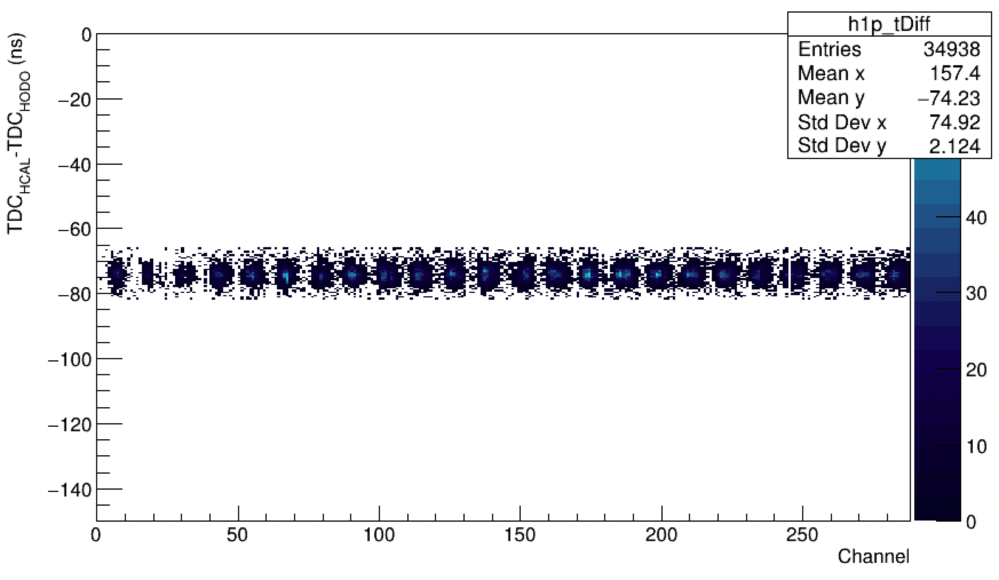 h1p_tDiff
Entries 34938
Mean x 157.4
Mean y −74.23
Std Dev x 74.92
Std Dev y 2.124
TDC_HCAL-TDC_HODO (ns)
0
−20
−40
−60
−80
−100
−120
−140
0 50 100 150 200 250
Channel
40
30
20
10
0